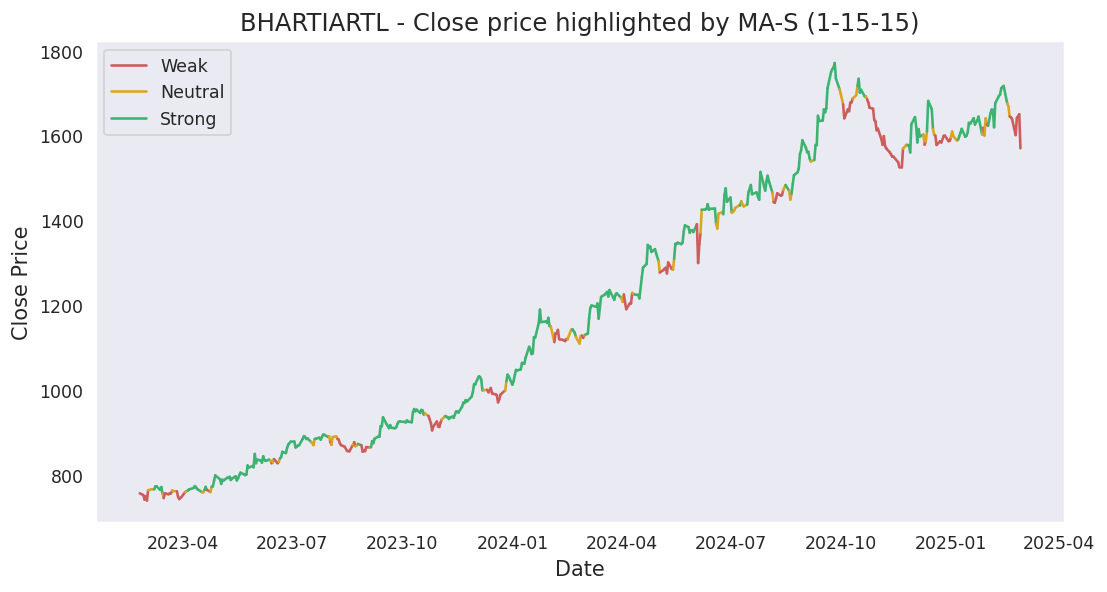 BHARTIARTL - Close price highlighted by MA-S (1-15-15)
Weak
Neutral
Strong
Close Price
1800
1600
1400
1200
1000
800
2023-04 2023-07 2023-10 2024-01 2024-04 2024-07 2024-10 2025-01 2025-04
Date